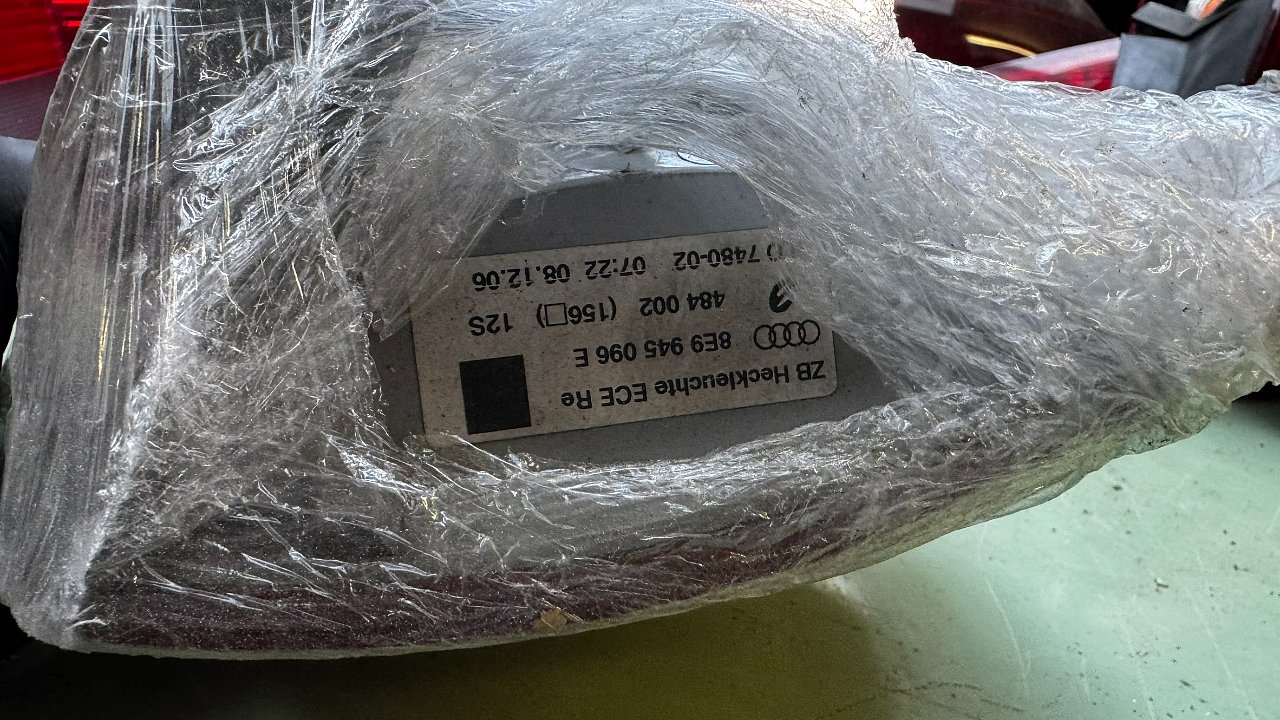 ZB Heckleuchte ECE Re
8E9 945 096 E
484 002 (156□) 12S
7480-02 07:22 08.12.06